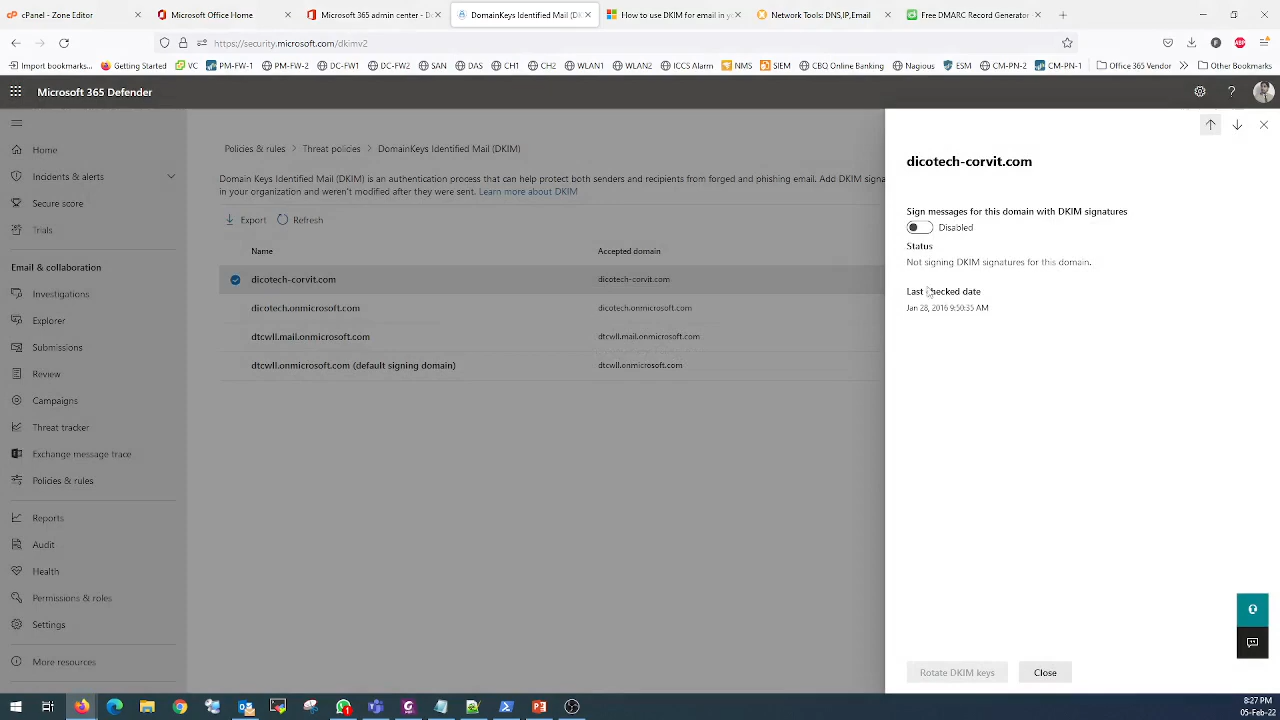 cPanel - Zone Editor
Microsoft Office Home
Microsoft 365 admin center - D
DomainKeys Identified Mail (DK
How to use DKIM for email in y
Network Tools: DNS,IP,Email
Free DMARC Record Generator
https://security.microsoft.com/dkimv2
Import bookmarks...
Getting Started
VC
PM-FW-1
PM-FW-2
DC-FW1
DC-FW2
SAN
DAS
CH1
CH2
WLAN1
WLAN2
ICCS Alarm
NMS
SIEM
CBQ Online Banking
Nagious
ESM
CM-PN-2
CM-PN-1
Office 365 Vendor
Other Bookmarks
Microsoft 365 Defender
Home
Incidents & alerts
Secure score
Trials
Email & collaboration
Investigations
Explorer
Submissions
Review
Campaigns
Threat tracker
Exchange message trace
Policies & rules
Reports
Audit
Health
Permissions & roles
Settings
More resources
Policies & rules > Threat policies > DomainKeys Identified Mail (DKIM)
Domain Keys Identified Mail (DKIM) is an authentication process that can help protect both senders and recipients from forged and phishing email. Add DKIM signa
in your organization and weren't modified after they were sent. Learn more about DKIM
Export Refresh
Name Accepted domain
dicotech-corvit.com dicotech-corvit.com
dicotech.onmicrosoft.com dicotech.onmicrosoft.com
dtcwll.mail.onmicrosoft.com dtcwll.mail.onmicrosoft.com
dtcwll.onmicrosoft.com (default signing domain) dtcwll.onmicrosoft.com
dicotech-corvit.com
Sign messages for this domain with DKIM signatures
Disabled
Status
Not signing DKIM signatures for this domain.
Last checked date
Jan 28, 2016 9:50:35 AM
Rotate DKIM keys
Close
8:27 PM
05-Feb-22